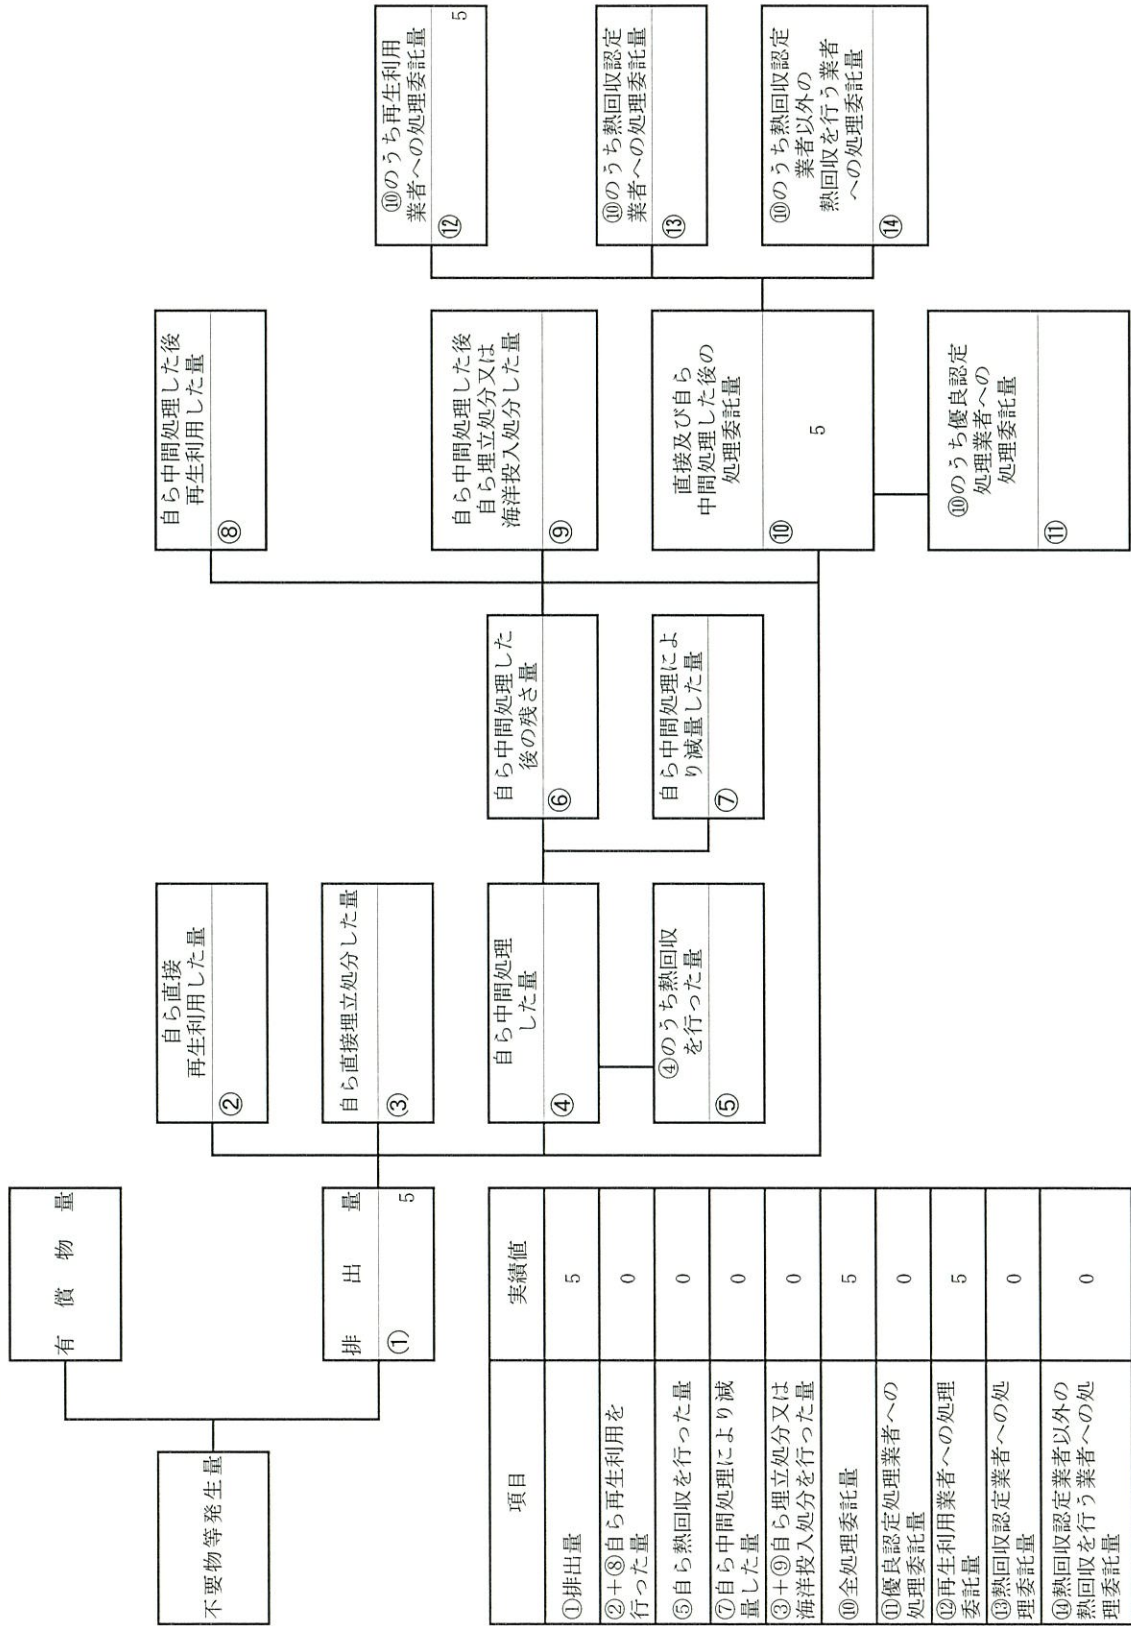 不要物等発生量
有償物量
排出量
① 5
自ら直接
再生利用した量
②
自ら直接埋立処分した量
③
自ら中間処理
した量
④
④のうち熱回収
を行った量
⑤
自ら中間処理した
後の残さ量
⑥
自ら中間処理によ
り減量した量
⑦
自ら中間処理した後
再生利用した量
⑧
自ら中間処理した後
自ら埋立処分又は
海洋投入処分した量
⑨
直接及び自ら
中間処理した後の
処理委託量
⑩ 5
⑩のうち優良認定
処理業者への
処理委託量
⑪
⑩のうち再生利用
業者への処理委託量
⑫ 5
⑩のうち熱回収認定
業者への処理委託量
⑬
⑩のうち熱回収認定
業者以外の
熱回収を行う業者
への処理委託量
⑭
項目 実績値
①排出量 5
②+⑧自ら再生利用を
行った量 0
⑤自ら熱回収を行った量 0
⑦自ら中間処理により減
量した量 0
③+⑨自ら埋立処分又は
海洋投入処分を行った量 0
⑩全処理委託量 5
⑪優良認定処理業者への
処理委託量 0
⑫再生利用業者への処理
委託量 5
⑬熱回収認定業者への処
理委託量 0
⑭熱回収認定業者以外の
熱回収を行う業者への処
理委託量 0